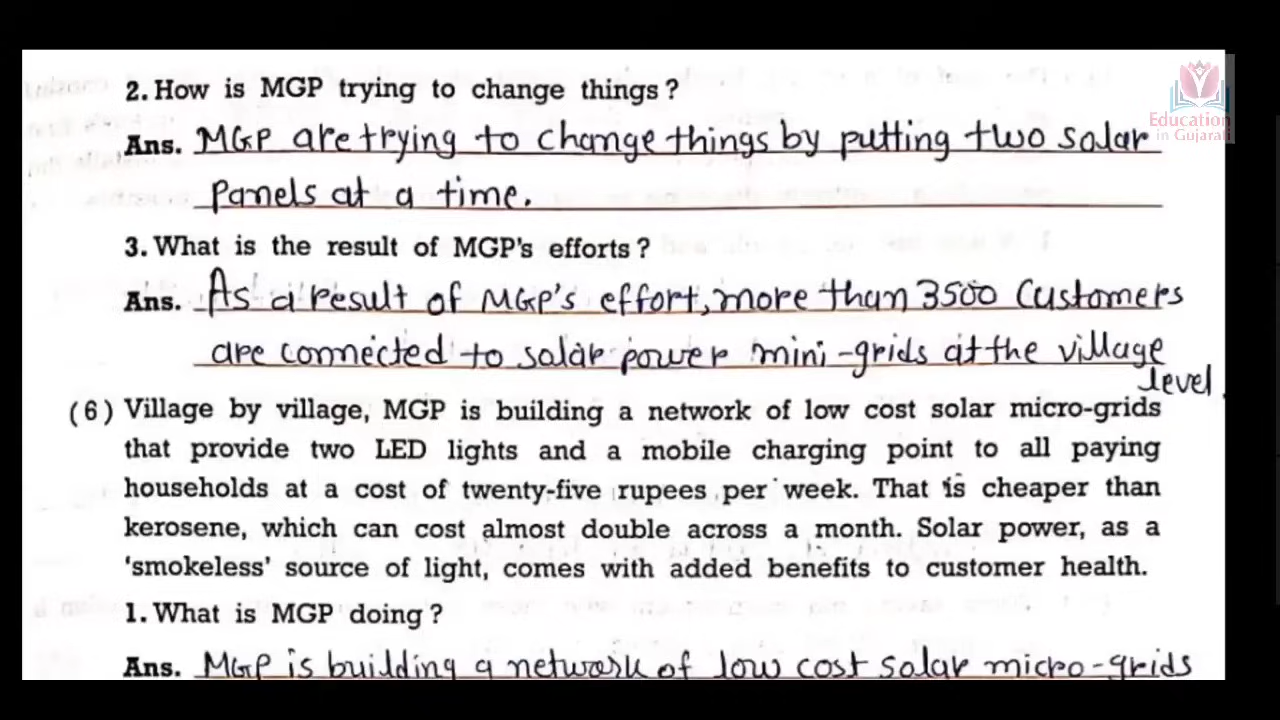 2. How is MGP trying to change things?
Education
in Gujarati
Ans. MGP are trying to change things by putting two solar
Panels at a time.
3. What is the result of MGP's efforts?
Ans. As a result of MGP's effort, more than 3500 Customers
are connected to solar power mini-grids at the village
level.
(6) Village by village, MGP is building a network of low cost solar micro-grids
that provide two LED lights and a mobile charging point to all paying
households at a cost of twenty-five rupees per week. That is cheaper than
kerosene, which can cost almost double across a month. Solar power, as a
'smokeless' source of light, comes with added benefits to customer health.
1. What is MGP doing?
Ans. MGP is building a network of low cost solar micro-grids